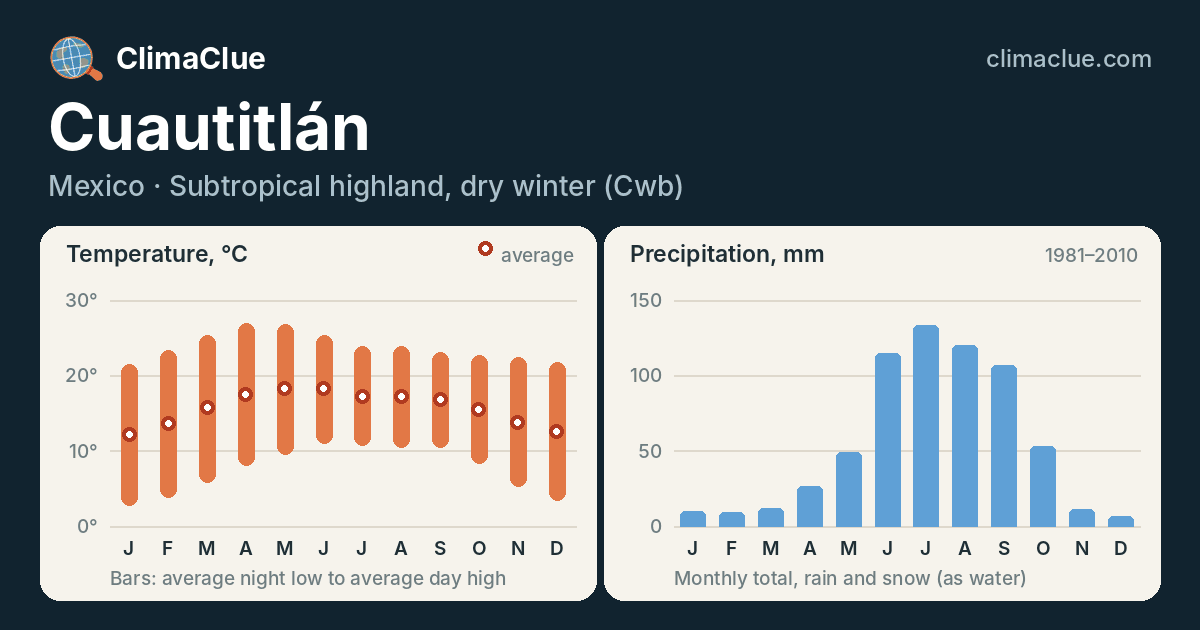 ClimaClue
climaclue.com
Cuautitlán
Mexico · Subtropical highland, dry winter (Cwb)
Temperature, °C
average
30°
20°
10°
0°
J F M A M J J A S O N D
Bars: average night low to average day high
Precipitation, mm
1981–2010
150
100
50
0
J F M A M J J A S O N D
Monthly total, rain and snow (as water)